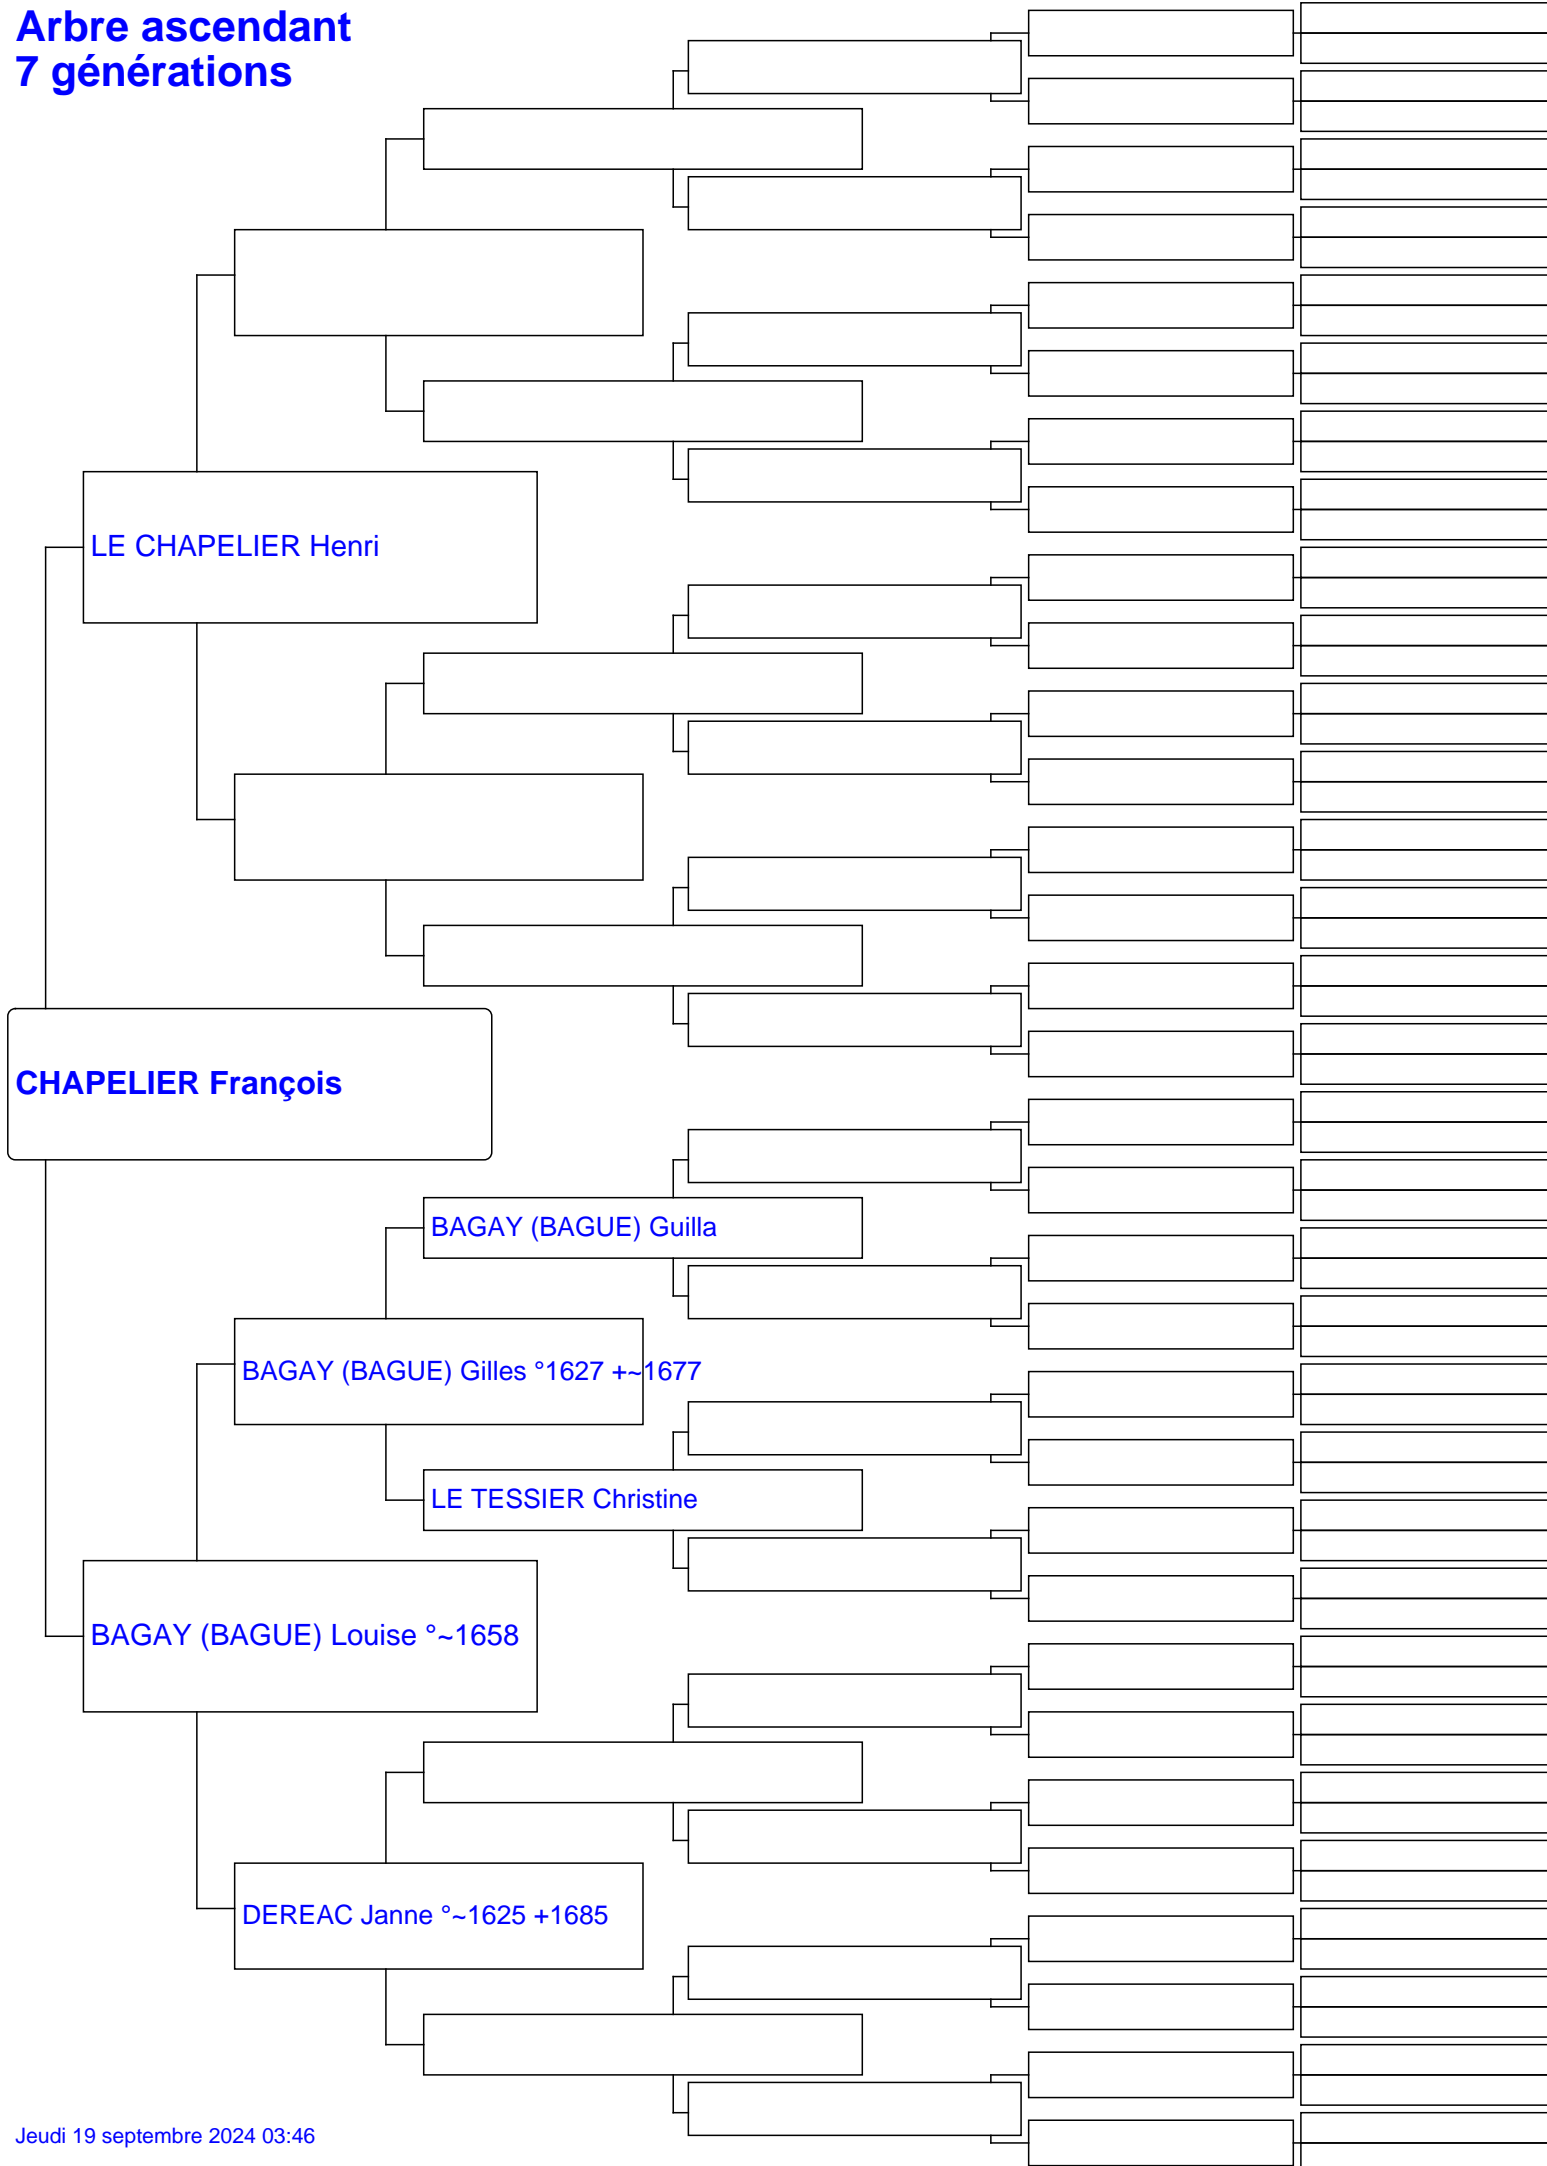 Arbre ascendant
7 générations
LE CHAPELIER Henri
CHAPELIER François
BAGAY (BAGUE) Guilla
BAGAY (BAGUE) Gilles °1627 +~1677
LE TESSIER Christine
BAGAY (BAGUE) Louise °~1658
DEREAC Janne °~1625 +1685
Jeudi 19 septembre 2024 03:46